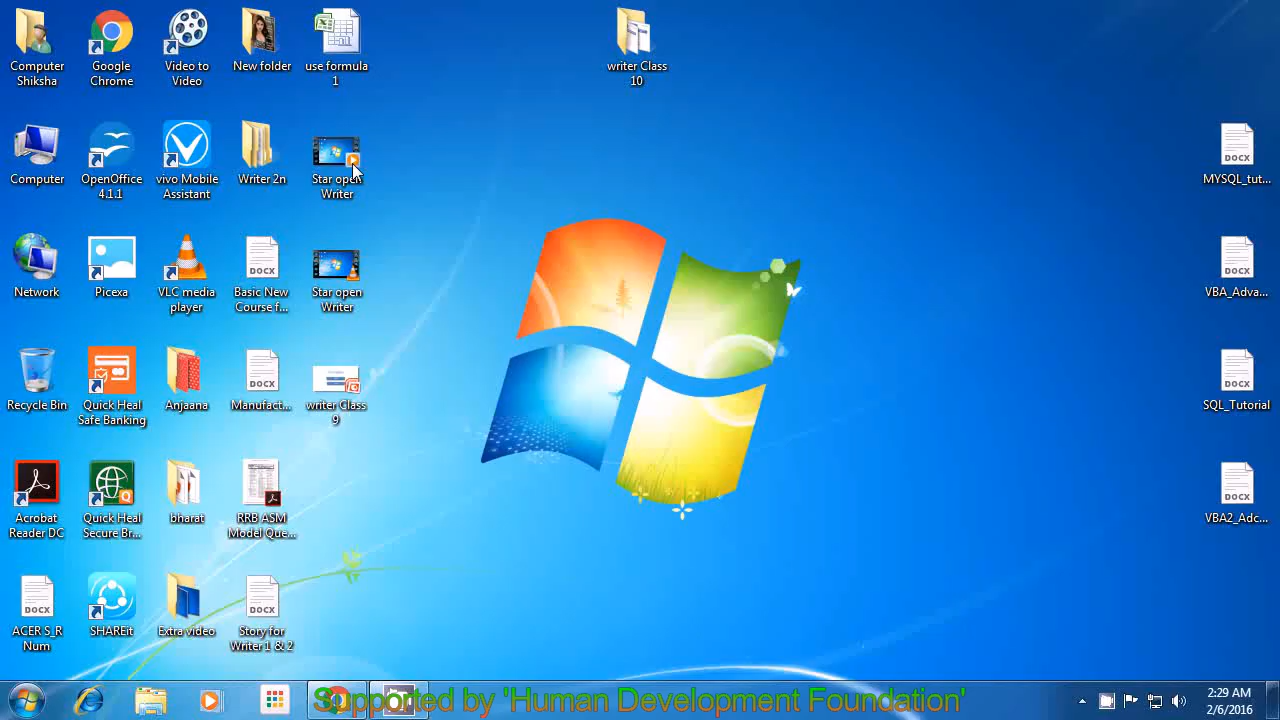 Computer
Shiksha
Google
Chrome
Video to
Video
New folder
use formula
1
writer Class
10
Computer
OpenOffice
4.1.1
vivo Mobile
Assistant
Writer 2n
Star open
Writer
DOCX
MYSQL_tut...
Network
Picexa
VLC media
player
DOCX
Basic New
Course f...
Star open
Writer
DOCX
VBA_Adva...
Recycle Bin
Quick Heal
Safe Banking
Anjaana
DOCX
Manufact...
writer Class
9
DOCX
SQL_Tutorial
Acrobat
Reader DC
Quick Heal
Secure Br...
bharat
RRB ASM
Model Que...
DOCX
VBA2_Adc...
DOCX
ACER S_R
Num
SHAREit
Extra video
DOCX
Story for
Writer 1 & 2
Supported by 'Human Development Foundation'
2:29 AM
2/6/2016